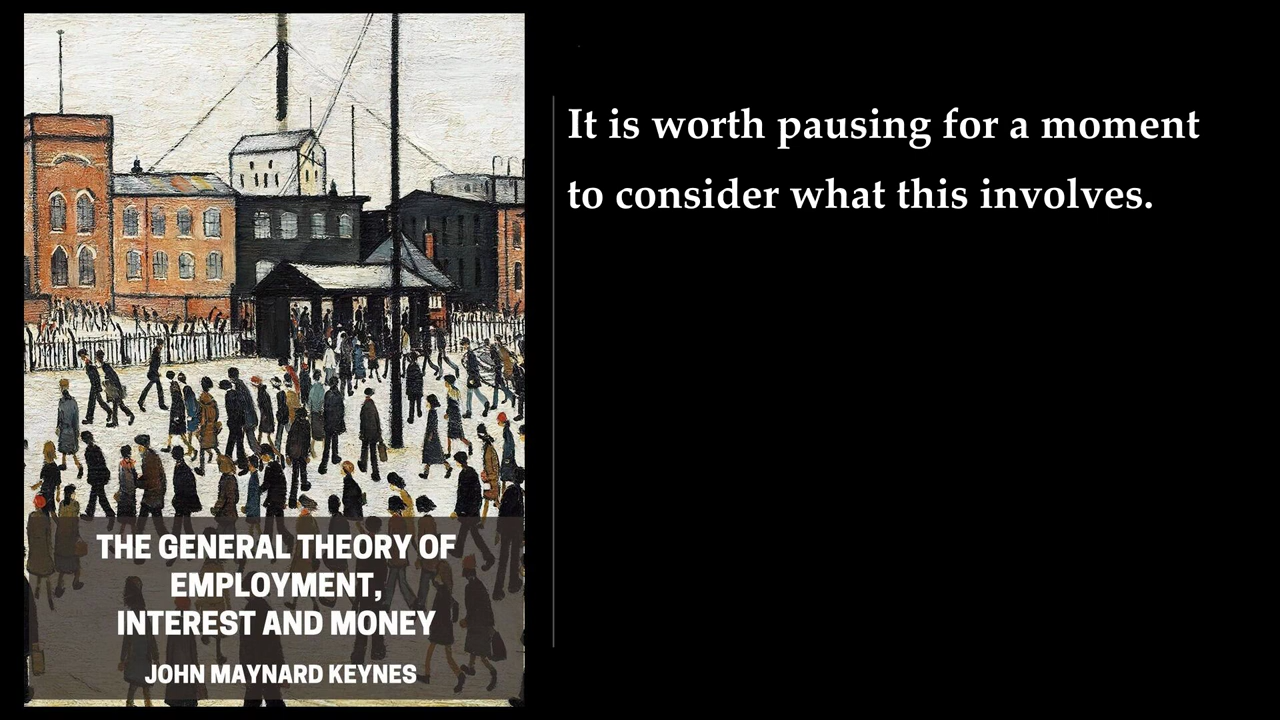 THE GENERAL THEORY OF
EMPLOYMENT,
INTEREST AND MONEY
JOHN MAYNARD KEYNES
It is worth pausing for a moment
to consider what this involves.